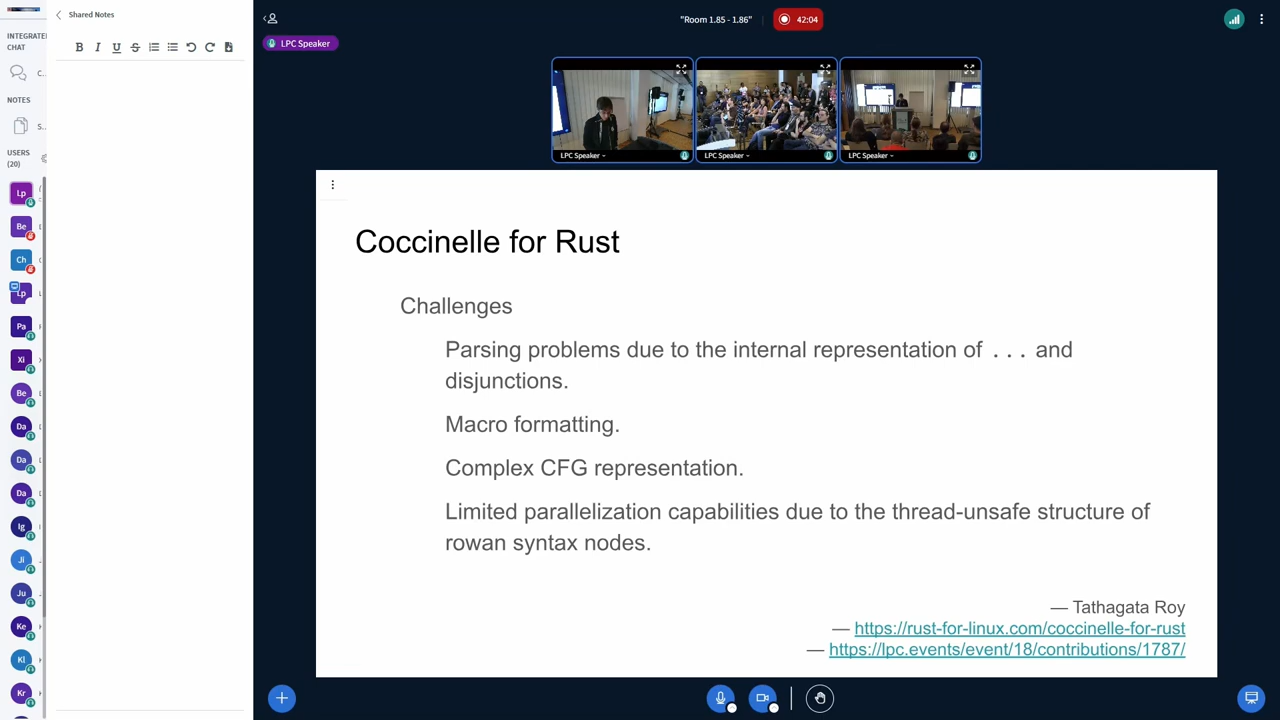 INTEGRATE
CHAT
C...
NOTES
S...
USERS
(20)
Lp
Be
Ch
Lp
Pa
Xi
Be
Da
Da
Da
Ig
Ji
Ju
Ke
Kl
Kr
Shared Notes
B I U S
"Room 1.85 - 1.86"
42:04
LPC Speaker
LPC Speaker
LPC Speaker
LPC Speaker
Coccinelle for Rust
Challenges
Parsing problems due to the internal representation of ... and
disjunctions.
Macro formatting.
Complex CFG representation.
Limited parallelization capabilities due to the thread-unsafe structure of
rowan syntax nodes.
— Tathagata Roy
— https://rust-for-linux.com/coccinelle-for-rust
— https://lpc.events/event/18/contributions/1787/